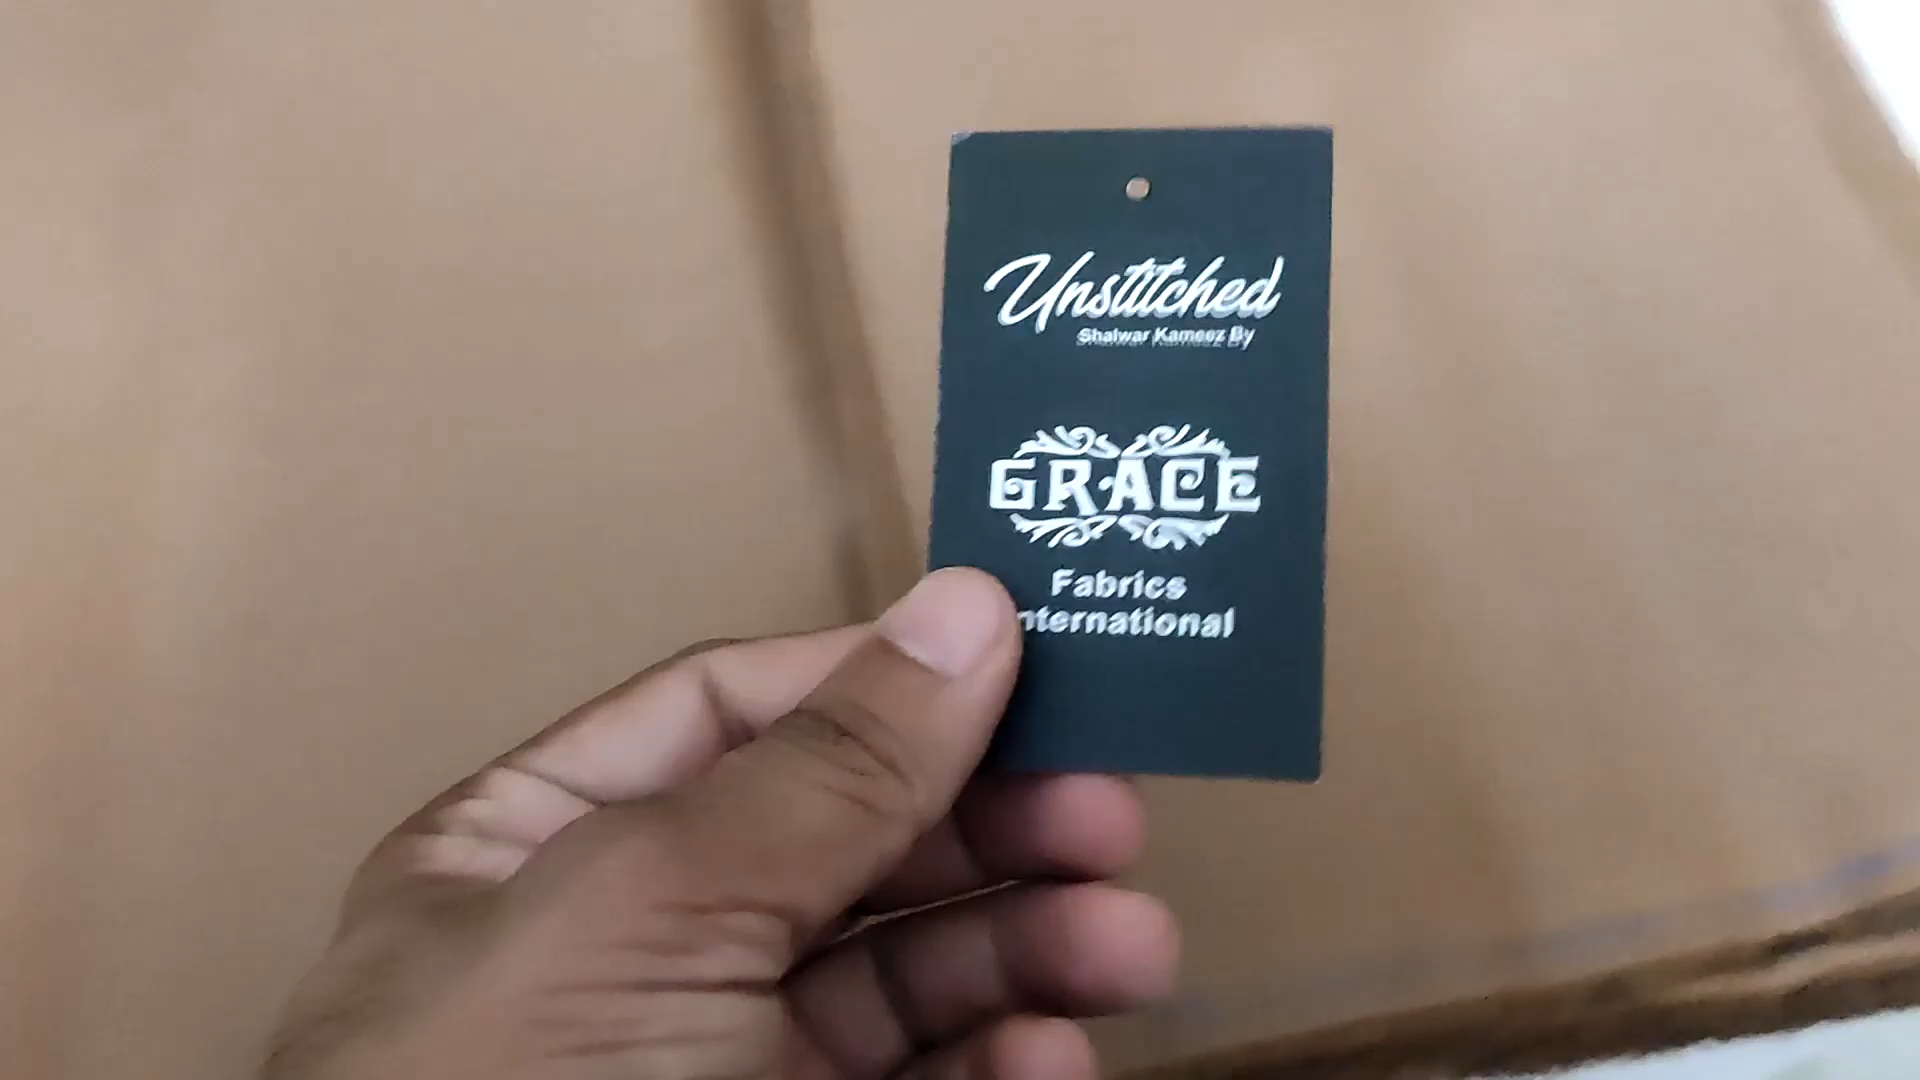 Unstitched
Shalwar Kameez By
GRACE
Fabrics
nternational